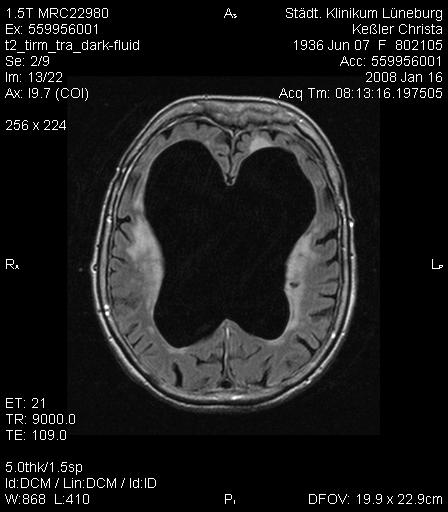 1.5T MRC22980
Ex: 559956001
t2_tirm_tra_dark-fluid
Se: 2/9
Im: 13/22
Ax: I9.7 (COI)
256 x 224
A
Städt. Klinikum Lüneburg
Keßler Christa
1936 Jun 07 F 802105
Acc: 559956001
2008 Jan 16
Acq Tm: 08:13:16.197505
R
L
ET: 21
TR: 9000.0
TE: 109.0
5.0thk/1.5sp
Id:DCM / Lin:DCM / Id:ID
W:868 L:410
P
DFOV: 19.9 x 22.9cm